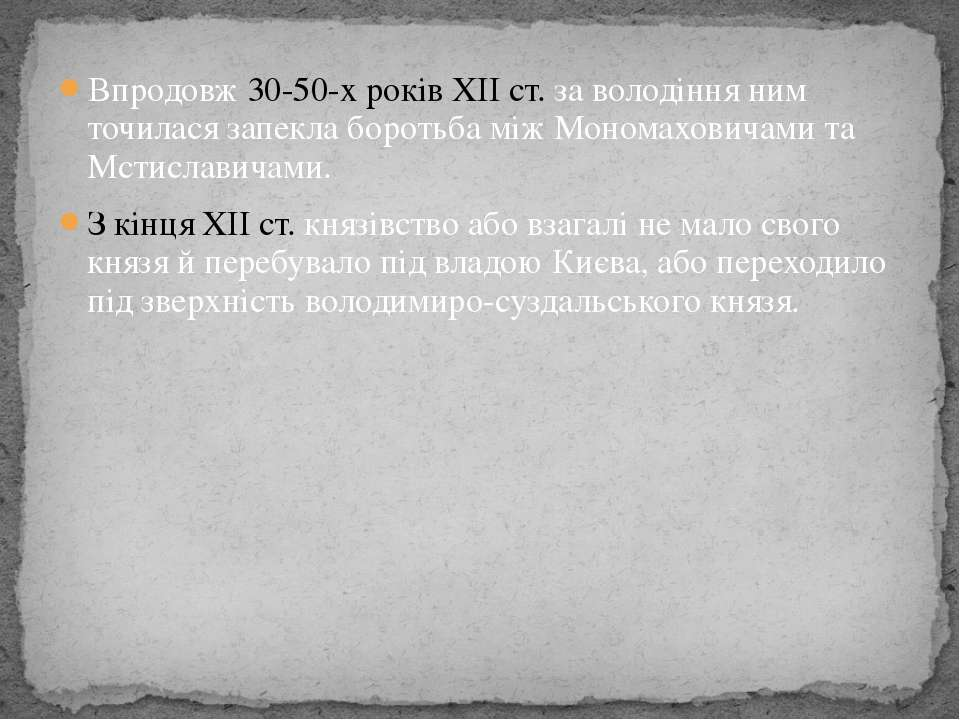 Впродовж 30-50-х років XII ст. за володіння ним
точилася запекла боротьба між Мономаховичами та
Мстиславичами.
З кінця XII ст. князівство або взагалі не мало свого
князя й перебувало під владою Києва, або переходило
під зверхність володимиро-суздальського князя.